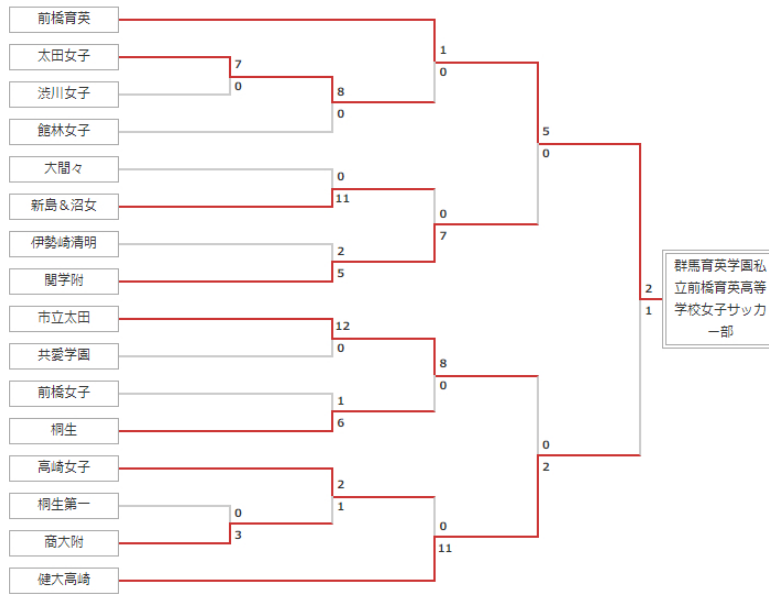 前橋育英
太田女子
渋川女子
館林女子
大間々
新島＆沼女
伊勢崎清明
関学附
市立太田
共愛学園
前橋女子
桐生
高崎女子
桐生第一
商大附
健大高崎
7
0
0
3
8
0
0
11
2
5
12
0
1
6
2
1
1
0
0
7
8
0
0
11
5
0
0
2
2
1
群馬育英学園私
立前橋育英高等
学校女子サッカ
ー部